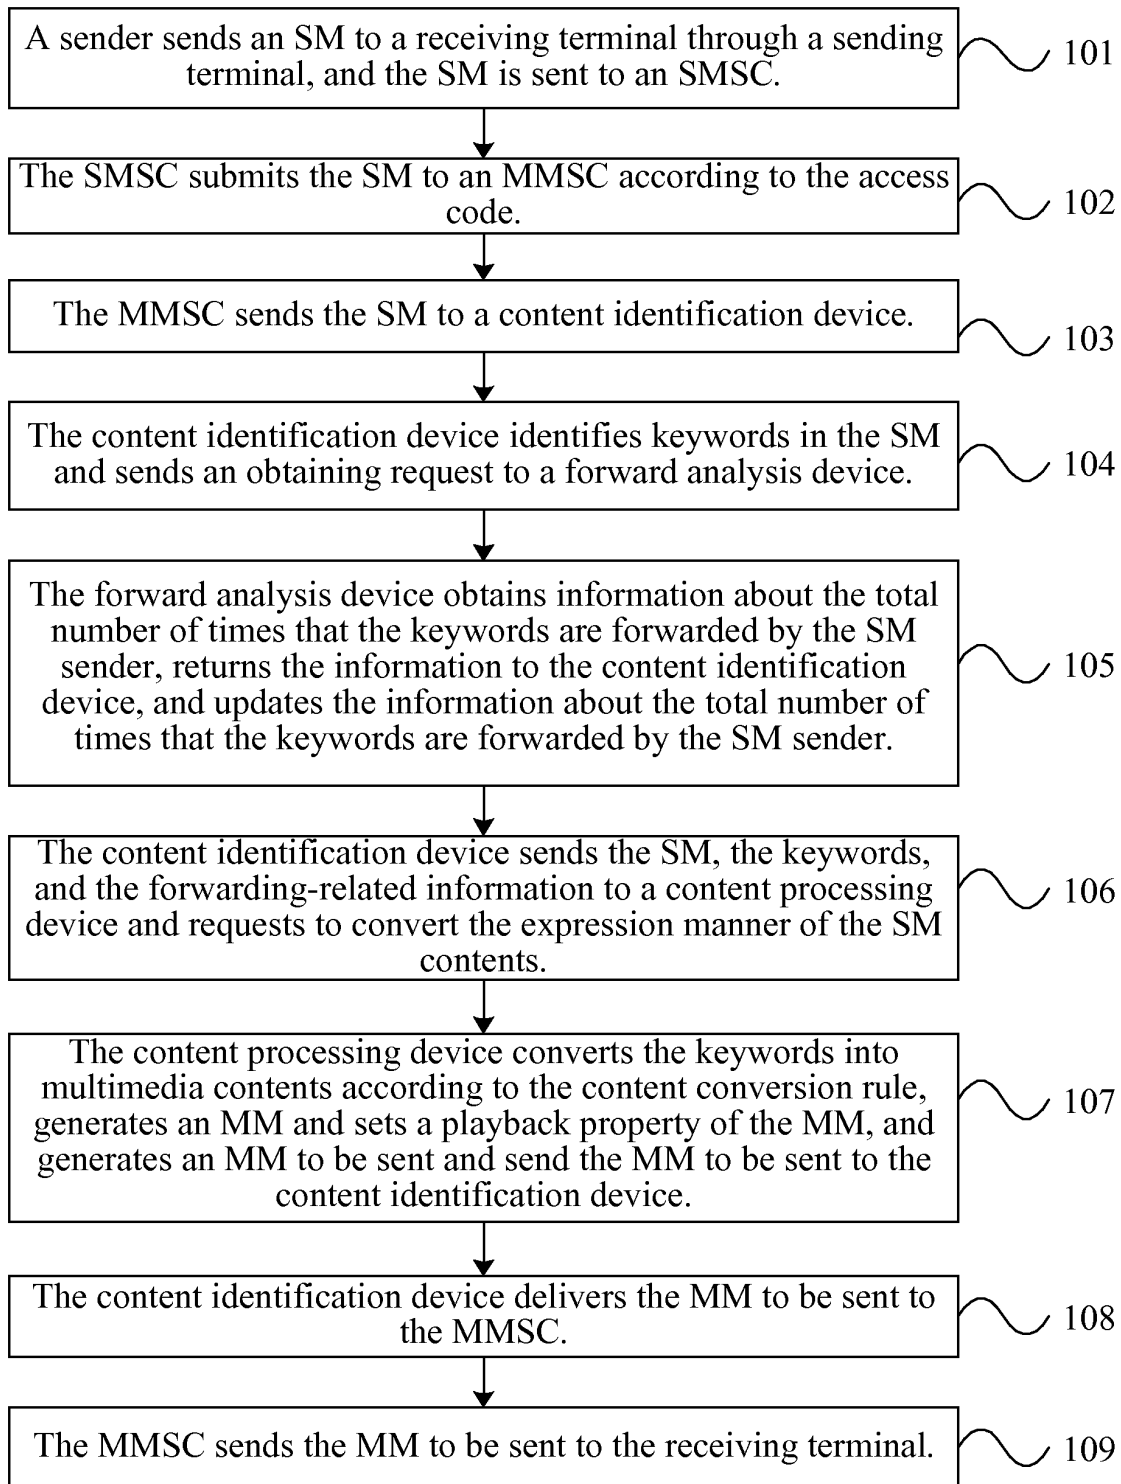 A sender sends an SM to a receiving terminal through a sending
terminal, and the SM is sent to an SMSC.
101
The SMSC submits the SM to an MMSC according to the access
code.
102
The MMSC sends the SM to a content identification device.
103
The content identification device identifies keywords in the SM
and sends an obtaining request to a forward analysis device.
104
The forward analysis device obtains information about the total
number of times that the keywords are forwarded by the SM
sender, returns the information to the content identification
device, and updates the information about the total number of
times that the keywords are forwarded by the SM sender.
105
The content identification device sends the SM, the keywords,
and the forwarding-related information to a content processing
device and requests to convert the expression manner of the SM
contents.
106
The content processing device converts the keywords into
multimedia contents according to the content conversion rule,
generates an MM and sets a playback property of the MM, and
generates an MM to be sent and send the MM to be sent to the
content identification device.
107
The content identification device delivers the MM to be sent to
the MMSC.
108
The MMSC sends the MM to be sent to the receiving terminal.
109